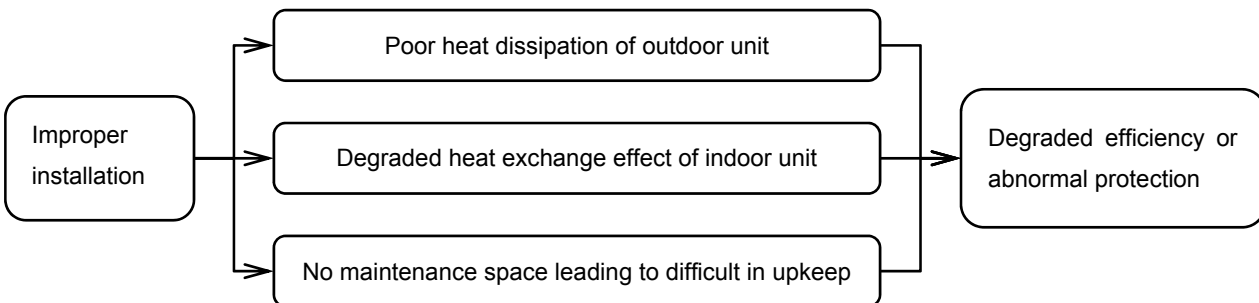 Poor heat dissipation of outdoor unit
Improper
installation
Degraded heat exchange effect of indoor unit
Degraded efficiency or
abnormal protection
No maintenance space leading to difficult in upkeep